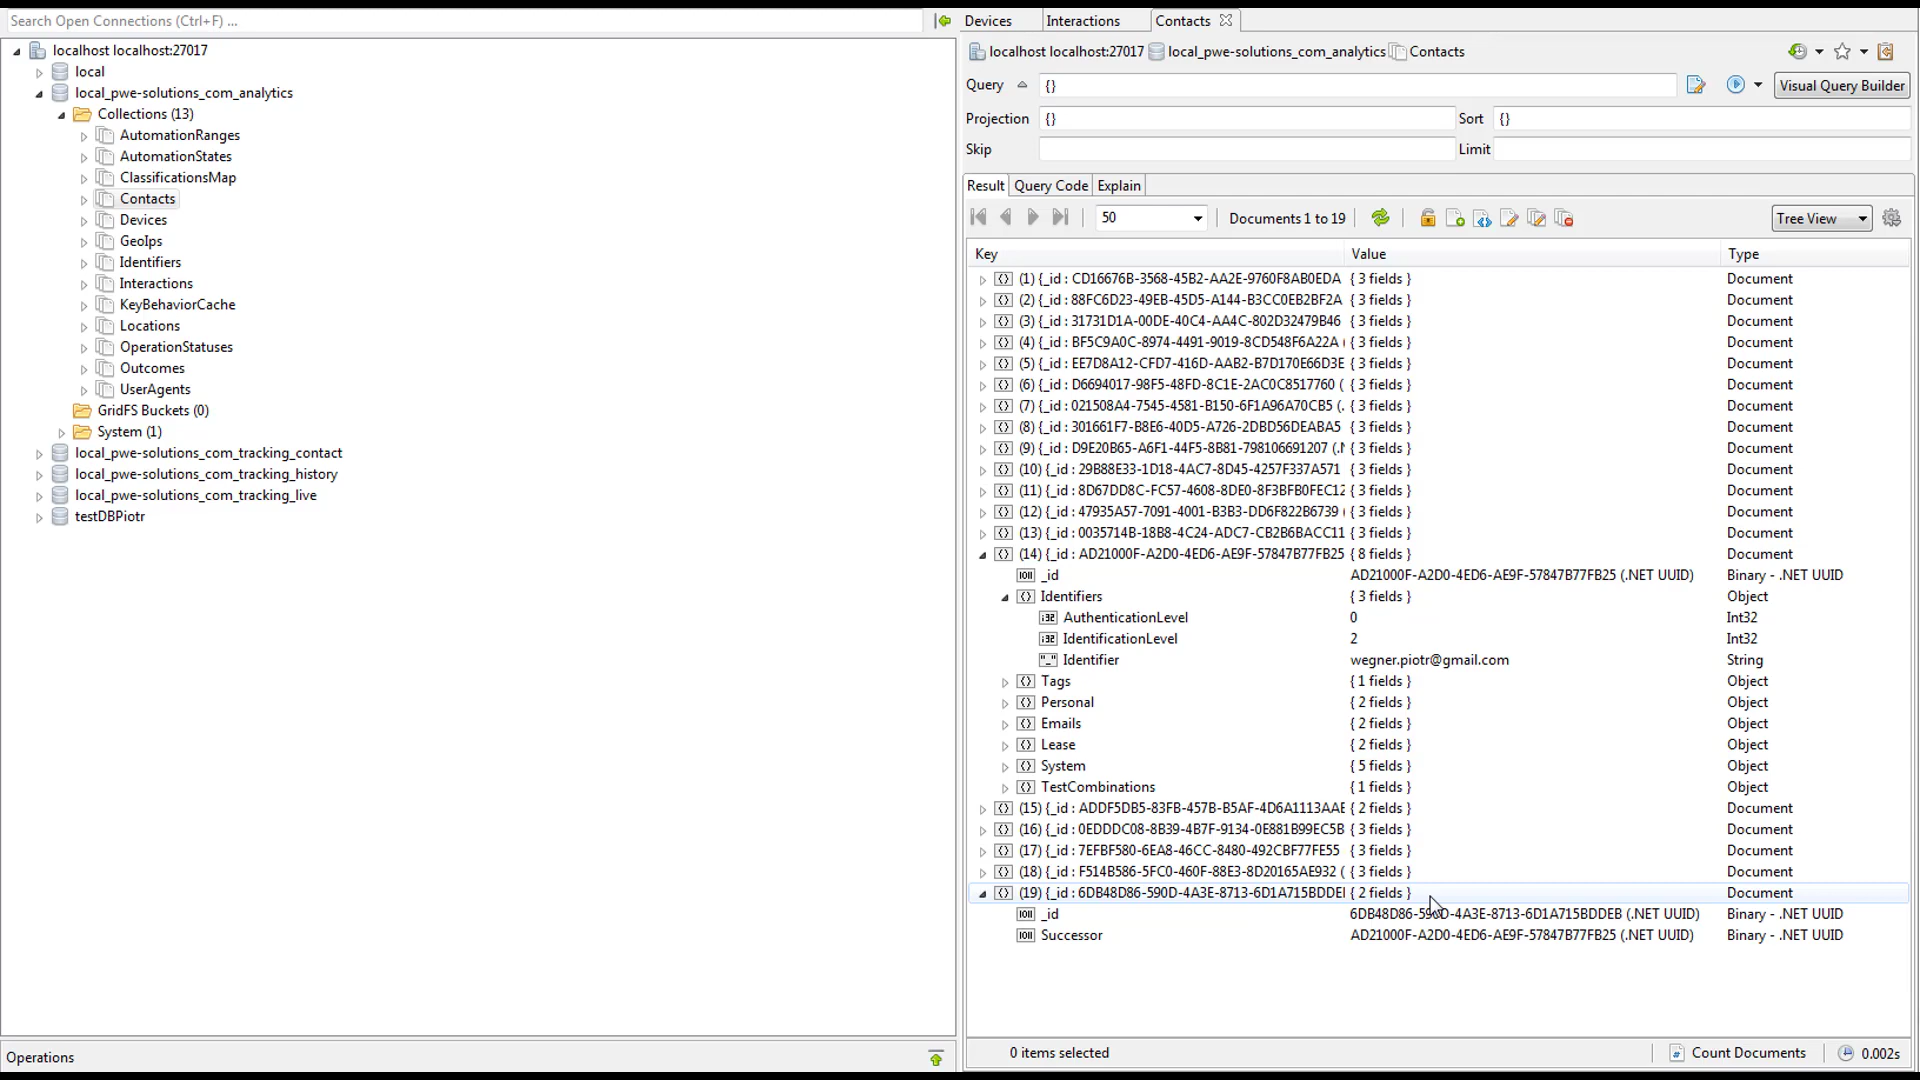 Search Open Connections (Ctrl+F) ...
localhost localhost:27017
local
local_pwe-solutions_com_analytics
Collections (13)
AutomationRanges
AutomationStates
ClassificationsMap
Contacts
Devices
GeoIps
Identifiers
Interactions
KeyBehaviorCache
Locations
OperationStatuses
Outcomes
UserAgents
GridFS Buckets (0)
System (1)
local_pwe-solutions_com_tracking_contact
local_pwe-solutions_com_tracking_history
local_pwe-solutions_com_tracking_live
testDBPiotr
Operations
Devices Interactions Contacts
localhost localhost:27017 local_pwe-solutions_com_analytics Contacts
Query {} Visual Query Builder
Projection {} Sort {}
Skip Limit
Result Query Code Explain
50 Documents 1 to 19 Tree View
Key Value Type
(1) {_id : CD16676B-3568-45B2-AA2E-9760F8AB0EDA { 3 fields } Document
(2) {_id : 88FC6D23-49EB-45D5-A144-B3CC0EB2BF2A { 3 fields } Document
(3) {_id : 31731D1A-00DE-40C4-AA4C-802D32479B46 { 3 fields } Document
(4) {_id : BF5C9A0C-8974-4491-9019-8CD548F6A22A ( { 3 fields } Document
(5) {_id : EE7D8A12-CFD7-416D-AAB2-B7D170E66D3E { 3 fields } Document
(6) {_id : D6694017-98F5-48FD-8C1E-2AC0C8517760 ( { 3 fields } Document
(7) {_id : 021508A4-7545-4581-B150-6F1A96A70CB5 (. { 3 fields } Document
(8) {_id : 301661F7-B8E6-40D5-A726-2DBD56DEABA5 { 3 fields } Document
(9) {_id : D9E20B65-A6F1-44F5-8B81-798106691207 (.N { 3 fields } Document
(10) {_id : 29B88E33-1D18-4AC7-8D45-4257F337A571 { 3 fields } Document
(11) {_id : 8D67DD8C-FC57-4608-8DE0-8F3BFB0FEC12 { 3 fields } Document
(12) {_id : 47935A57-7091-4001-B3B3-DD6F822B6739 ( { 3 fields } Document
(13) {_id : 0035714B-18B8-4C24-ADC7-CB2B6BACC11 { 3 fields } Document
(14) {_id : AD21000F-A2D0-4ED6-AE9F-57847B77FB25 { 8 fields } Document
_id AD21000F-A2D0-4ED6-AE9F-57847B77FB25 (.NET UUID) Binary - .NET UUID
Identifiers { 3 fields } Object
AuthenticationLevel 0 Int32
IdentificationLevel 2 Int32
Identifier wegner.piotr@gmail.com String
Tags { 1 fields } Object
Personal { 2 fields } Object
Emails { 2 fields } Object
Lease { 2 fields } Object
System { 5 fields } Object
TestCombinations { 1 fields } Object
(15) {_id : ADDF5DB5-83FB-457B-B5AF-4D6A1113AAE { 2 fields } Document
(16) {_id : 0EDDDC08-8B39-4B7F-9134-0E881B99EC5B { 3 fields } Document
(17) {_id : 7EFBF580-6EA8-46CC-8480-492CBF77FE55 { 3 fields } Document
(18) {_id : F514B586-5FC0-460F-88E3-8D20165AE932 ( { 3 fields } Document
(19) {_id : 6DB48D86-590D-4A3E-8713-6D1A715BDDEI { 2 fields } Document
_id 6DB48D86-590D-4A3E-8713-6D1A715BDDEB (.NET UUID) Binary - .NET UUID
Successor AD21000F-A2D0-4ED6-AE9F-57847B77FB25 (.NET UUID) Binary - .NET UUID
0 items selected Count Documents 0.002s